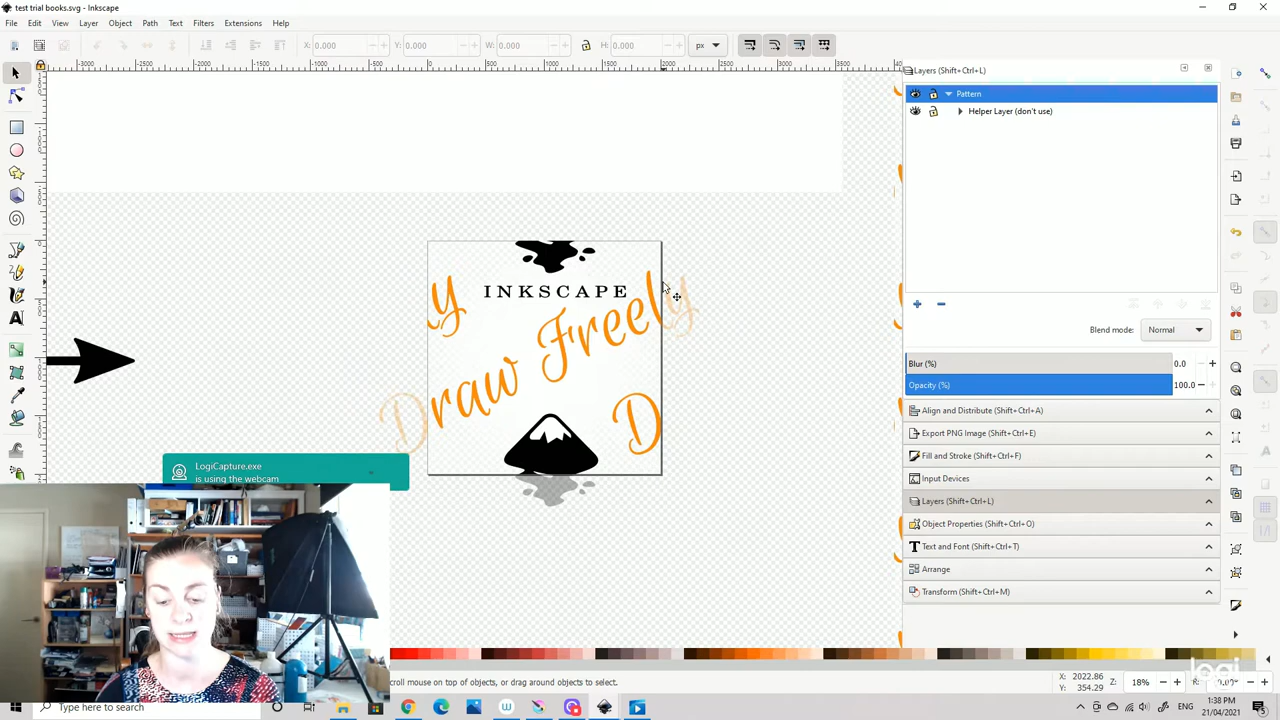 test trial books.svg - Inkscape
File Edit View Layer Object Path Text Filters Extensions Help
X: 0.000 Y: 0.000 W: 0.000 H: 0.000 px
Layers (Shift+Ctrl+L)
Pattern
Helper Layer (don't use)
INKSCAPE
y
Draw Freely
D
Blend mode: Normal
Blur (%) 0.0
Opacity (%) 100.0
Align and Distribute (Shift+Ctrl+A)
Export PNG Image (Shift+Ctrl+E)
Fill and Stroke (Shift+Ctrl+F)
Input Devices
Layers (Shift+Ctrl+L)
Object Properties (Shift+Ctrl+O)
Text and Font (Shift+Ctrl+T)
Arrange
Transform (Shift+Ctrl+M)
LogiCapture.exe
is using the webcam
croll mouse on top of objects, or drag around objects to select.
X: 2022.86
Y: 354.29
Z: 18%
R: 0.00°
logi
Type here to search
ENG
1:38 PM
21/04/2021